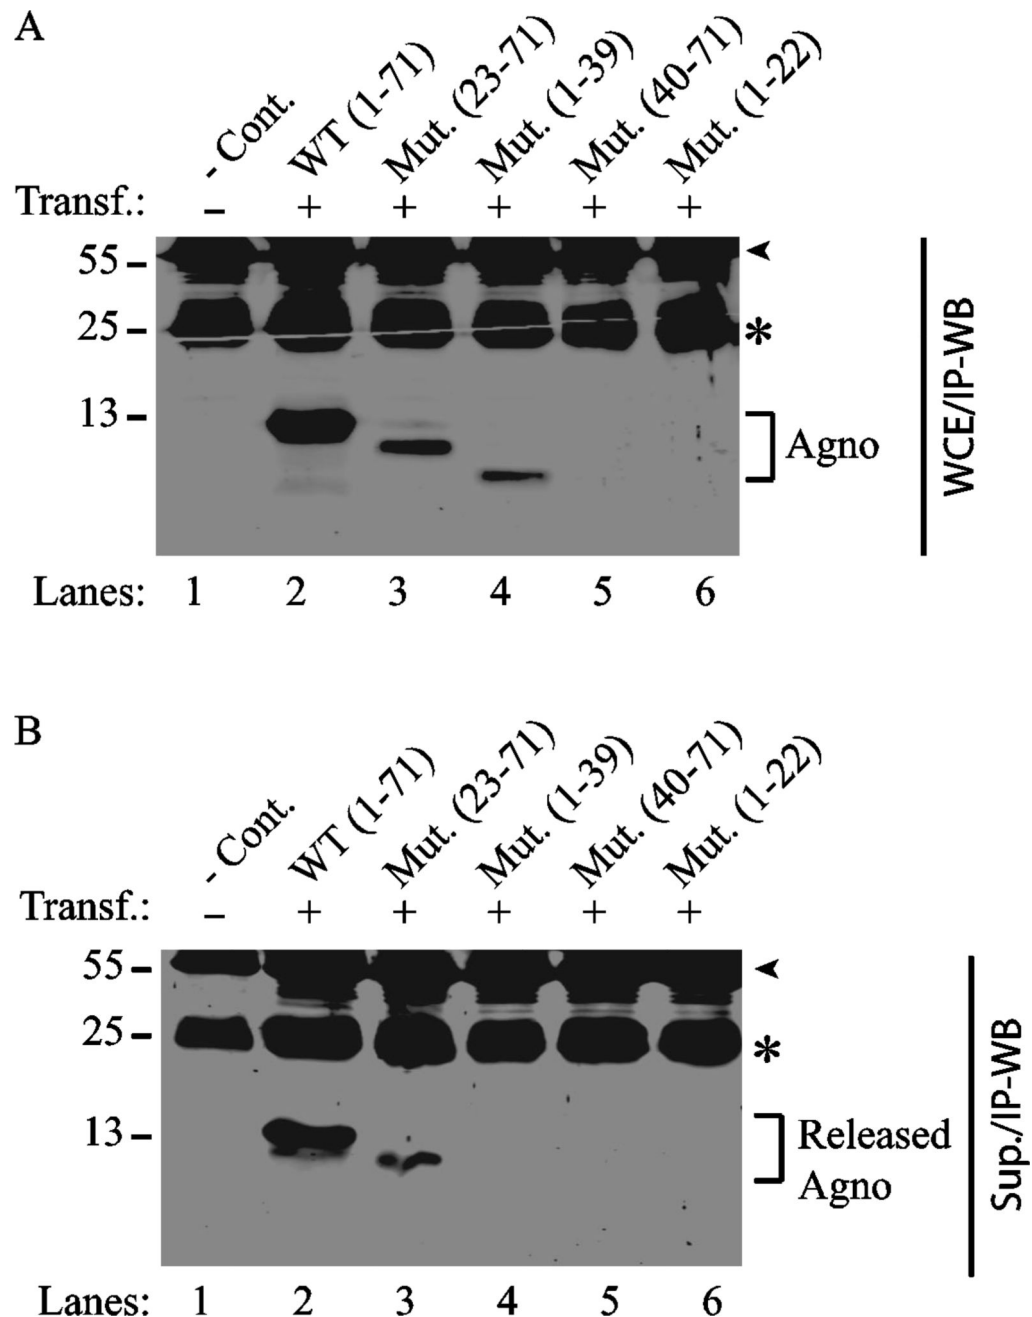 A
- Cont.
WT (1-71)
Mut. (23-71)
Mut. (1-39)
Mut. (40-71)
Mut. (1-22)
Transf.: – + + + + +
55 –
25 –
*
13 –
Agno
WCE/IP-WB
Lanes: 1 2 3 4 5 6
B
- Cont.
WT (1-71)
Mut. (23-71)
Mut. (1-39)
Mut. (40-71)
Mut. (1-22)
Transf.: – + + + + +
55 –
25 –
*
13 –
Released
Agno
Sup./IP-WB
Lanes: 1 2 3 4 5 6